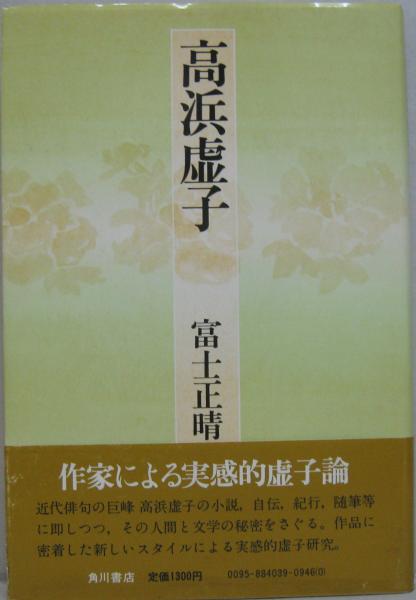 高浜虚子
富士正晴
作家による実感的虚子論
近代俳句の巨峰 高浜虚子の小説，自伝，紀行，随筆等
に即しつつ，その人間と文学の秘密をさぐる。作品に
密着した新しいスタイルによる実感的虚子研究。
角川書店 定価1300円 0095-884039-0946(0)